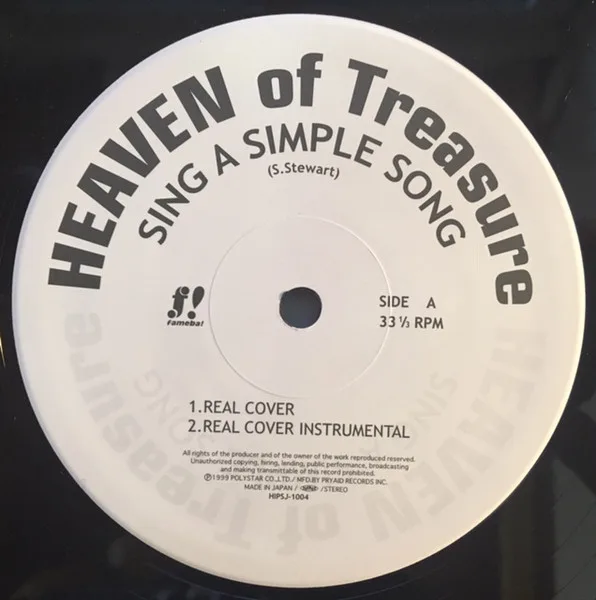 HEAVEN of Treasure
SING A SIMPLE SONG
(S.Stewart)
f!
Fameba!
SIDE A
33 ⅓ RPM
1.REAL COVER
2.REAL COVER INSTRUMENTAL
All rights of the producer and of the owner of the work reproduced reserved.
Unauthorized copying, hiring, lending, public performance, broadcasting
and making transmittable of this record prohibited.
Ⓟ©1999 POLYSTAR CO.,LTD./ MFD.BY PRYAID RECORDS INC.
MADE IN JAPAN / /STEREO
HIPSJ-1004